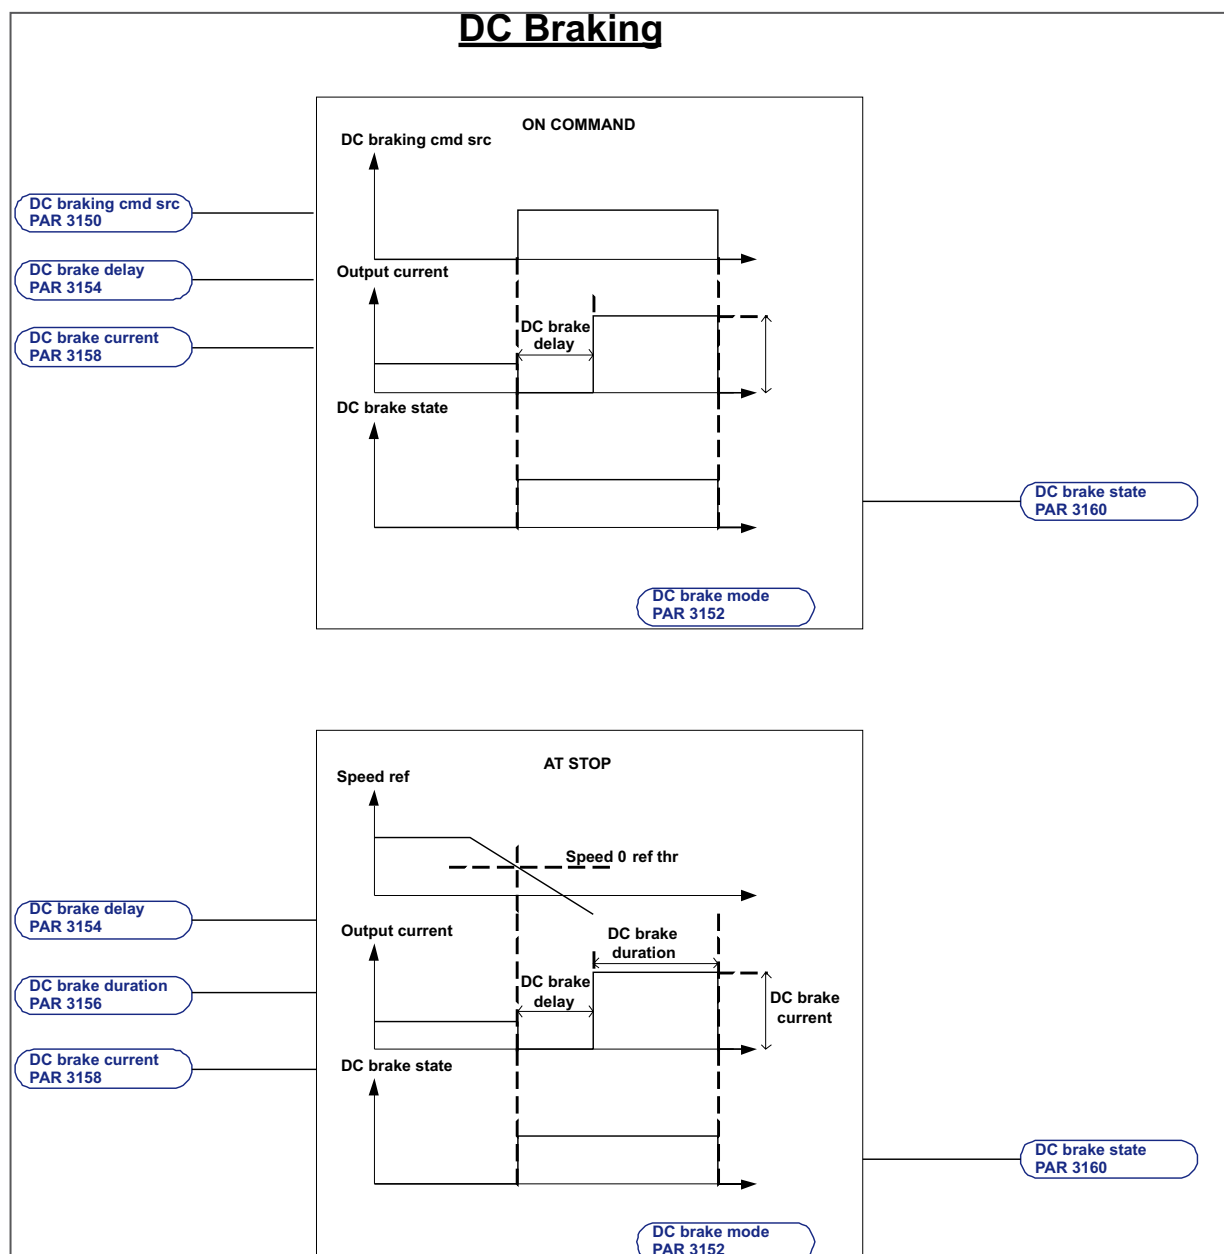 DC Braking
ON COMMAND
DC braking cmd src
DC braking cmd src
PAR 3150
Output current
DC brake delay
PAR 3154
DC brake
delay
DC brake current
PAR 3158
DC brake state
DC brake state
PAR 3160
DC brake mode
PAR 3152
AT STOP
Speed ref
Speed 0 ref thr
DC brake delay
PAR 3154
Output current
DC brake
duration
DC brake duration
PAR 3156
DC brake
delay
DC brake
current
DC brake current
PAR 3158
DC brake state
DC brake state
PAR 3160
DC brake mode
PAR 3152